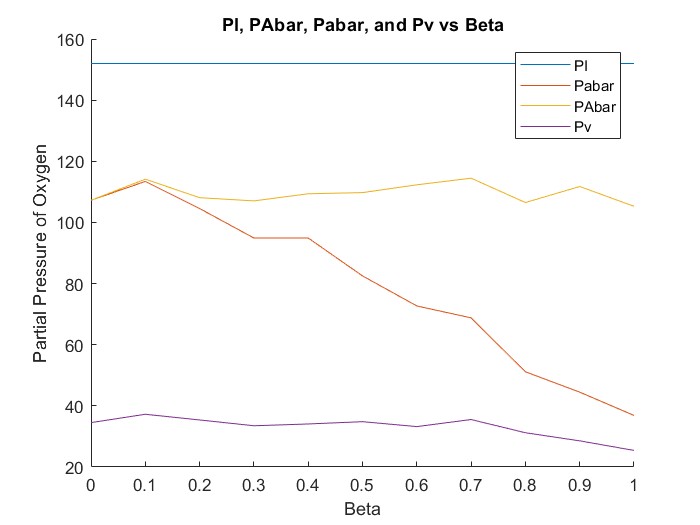 PI, PAbar, Pabar, and Pv vs Beta
160
140
120
100
80
60
40
20
Partial Pressure of Oxygen
PI
Pabar
PAbar
Pv
0 0.1 0.2 0.3 0.4 0.5 0.6 0.7 0.8 0.9 1
Beta